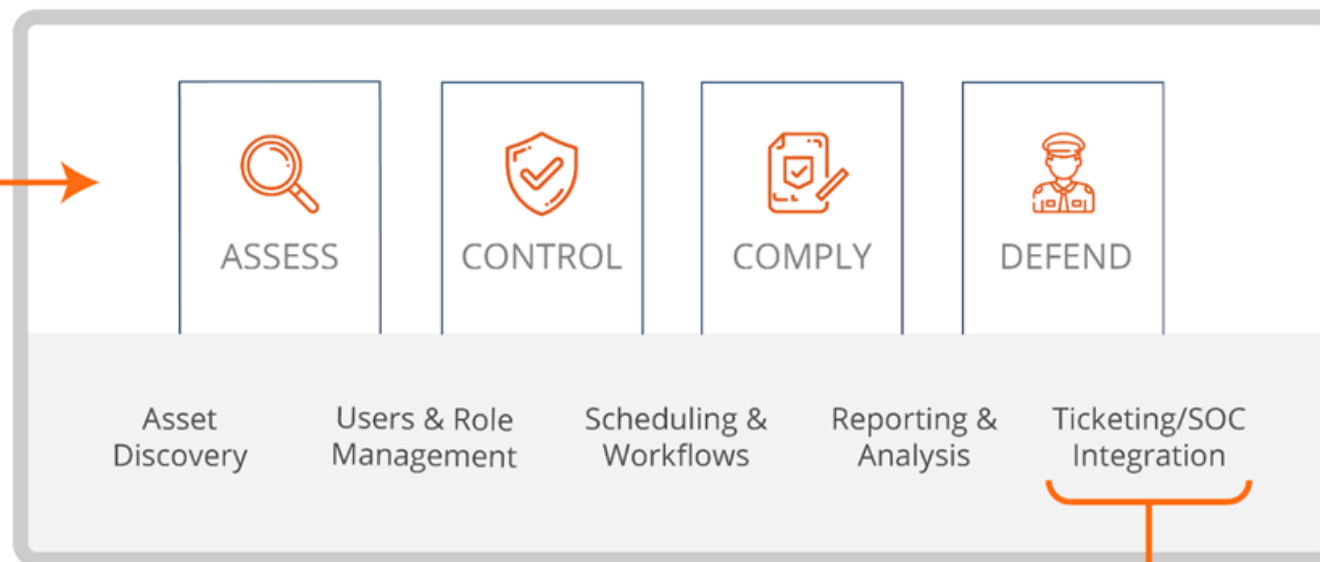 ASSESS
CONTROL
COMPLY
DEFEND
Asset
Discovery
Users & Role
Management
Scheduling &
Workflows
Reporting &
Analysis
Ticketing/SOC
Integration